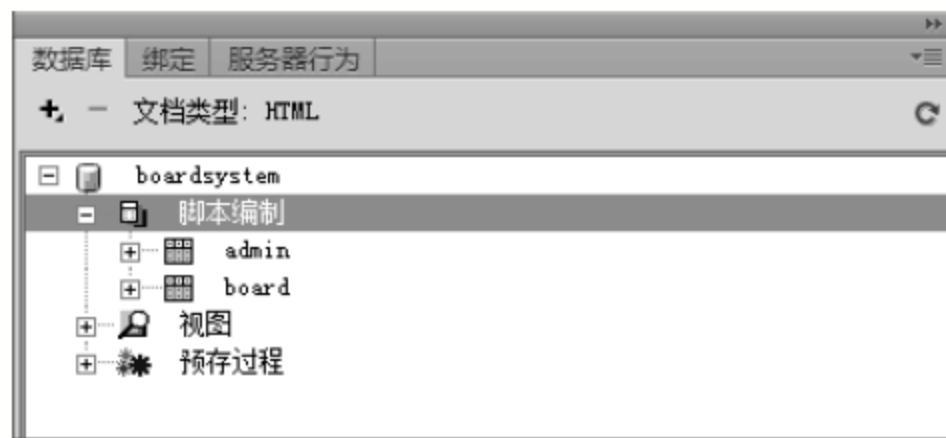 数据库 绑定 服务器行为
文档类型: HTML
boardsystem
脚本编制
admin
board
视图
预存过程